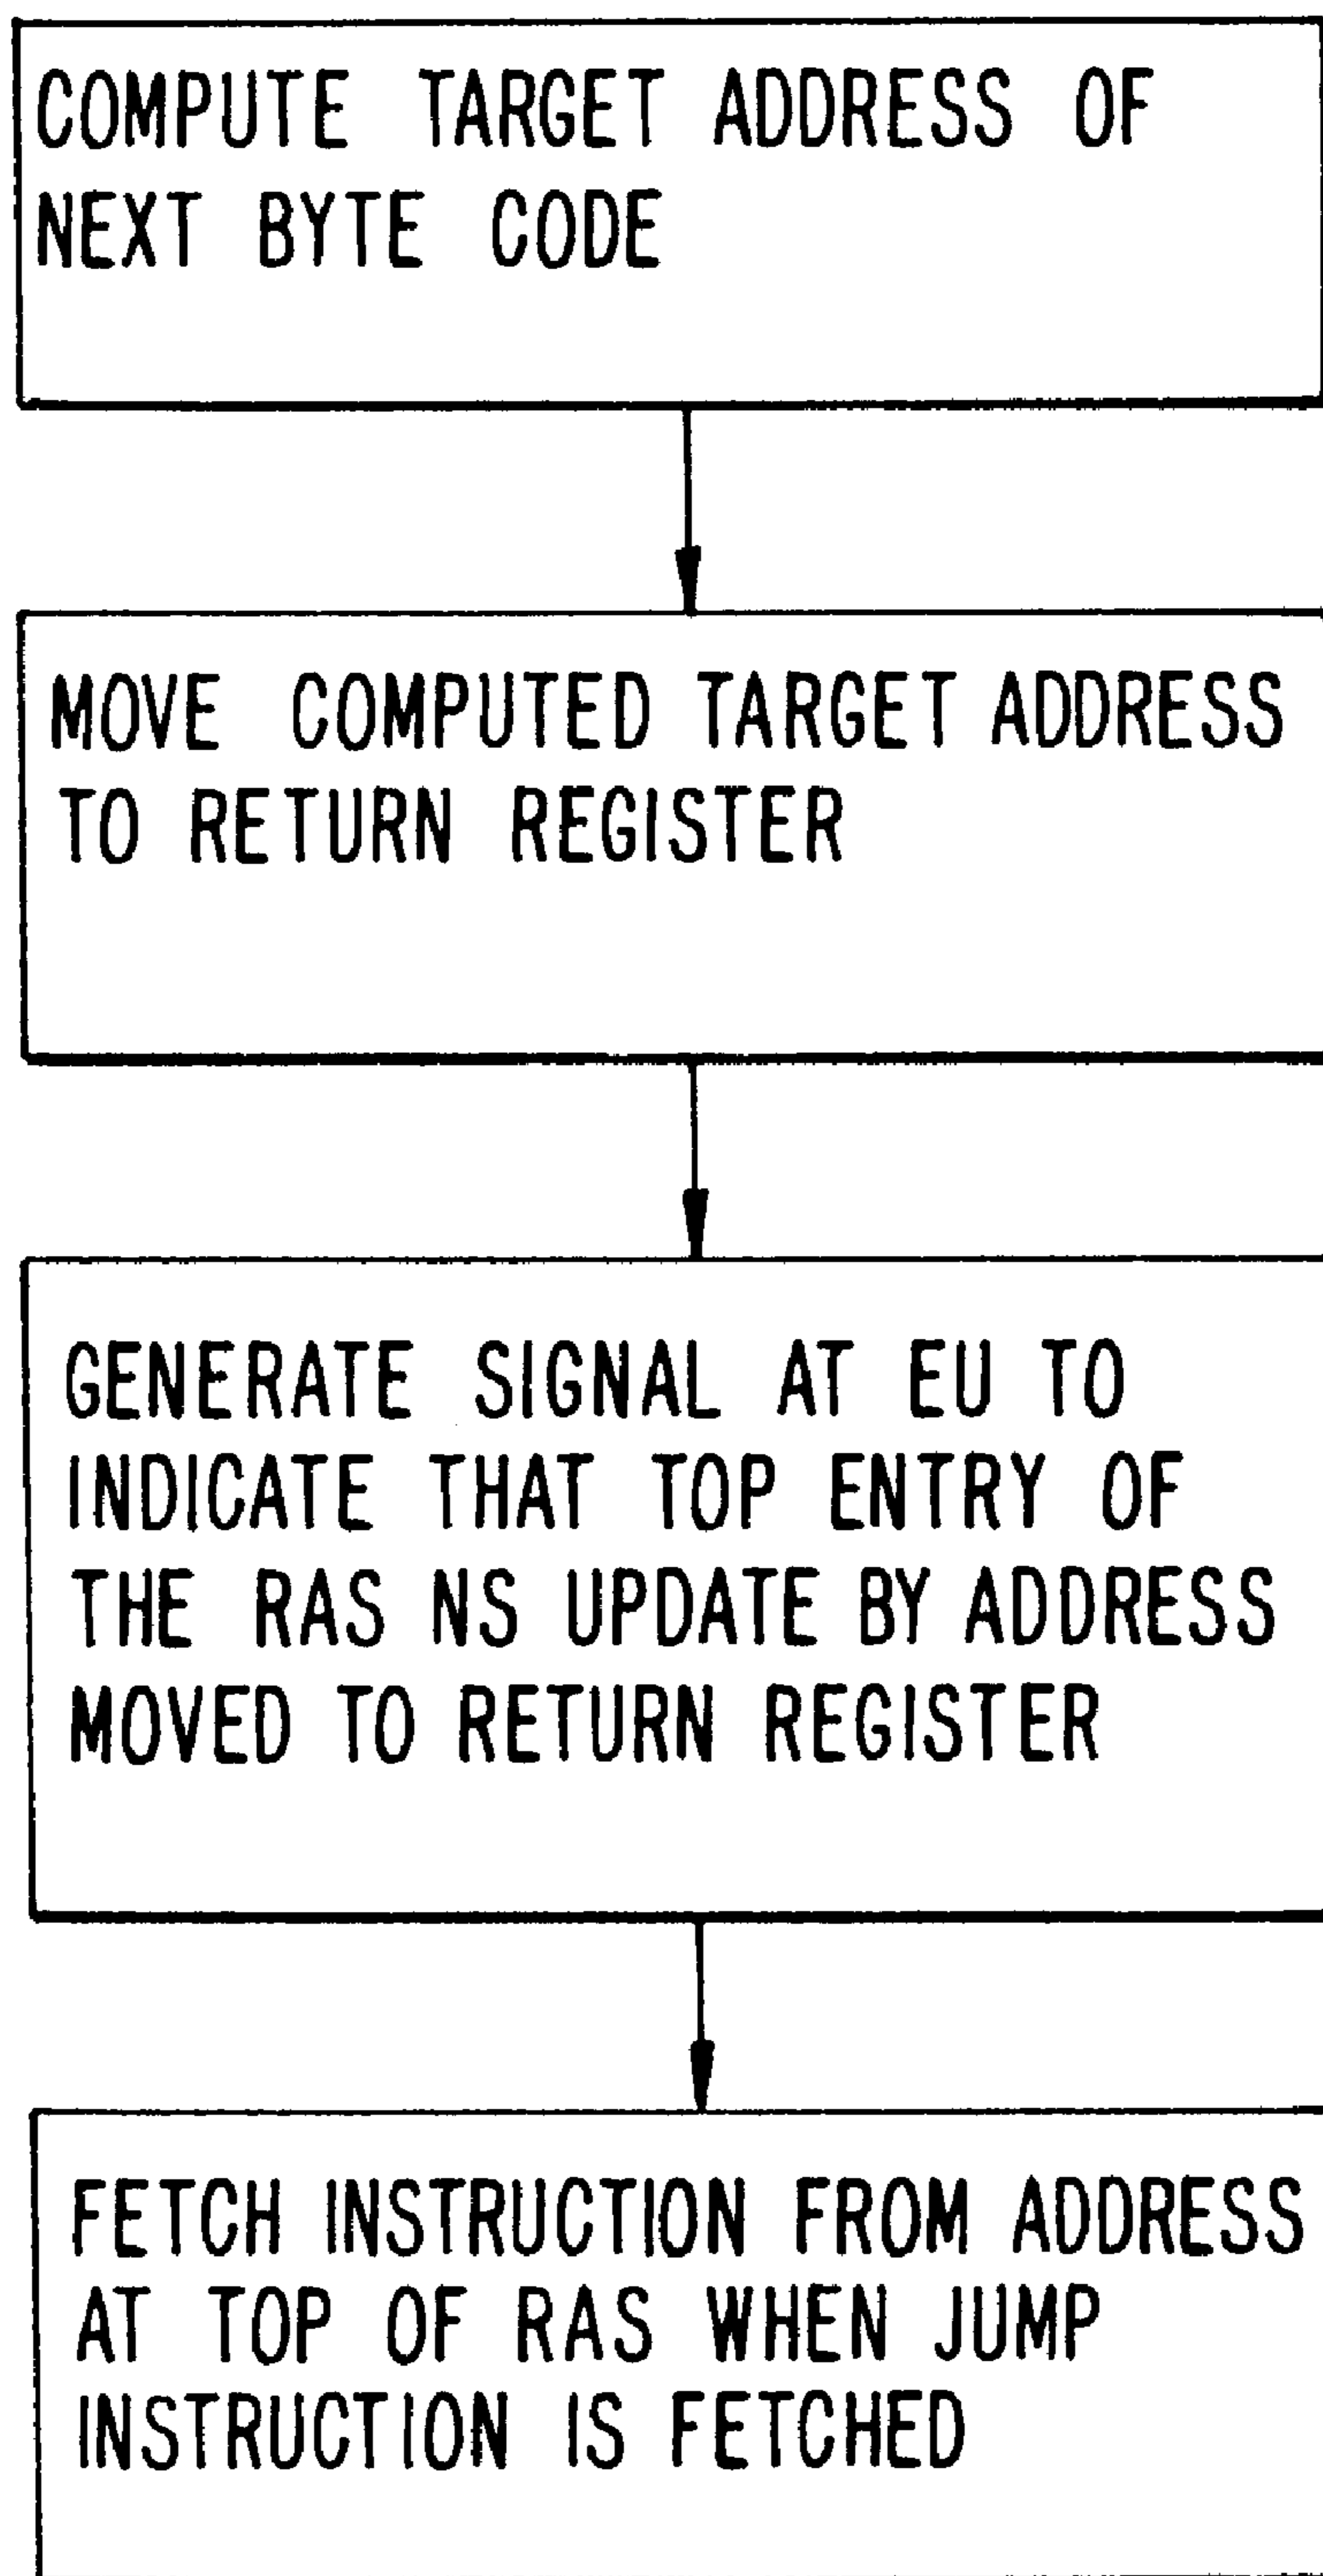 COMPUTE TARGET ADDRESS OF
NEXT BYTE CODE
MOVE COMPUTED TARGET ADDRESS
TO RETURN REGISTER
GENERATE SIGNAL AT EU TO
INDICATE THAT TOP ENTRY OF
THE RAS NS UPDATE BY ADDRESS
MOVED TO RETURN REGISTER
FETCH INSTRUCTION FROM ADDRESS
AT TOP OF RAS WHEN JUMP
INSTRUCTION IS FETCHED